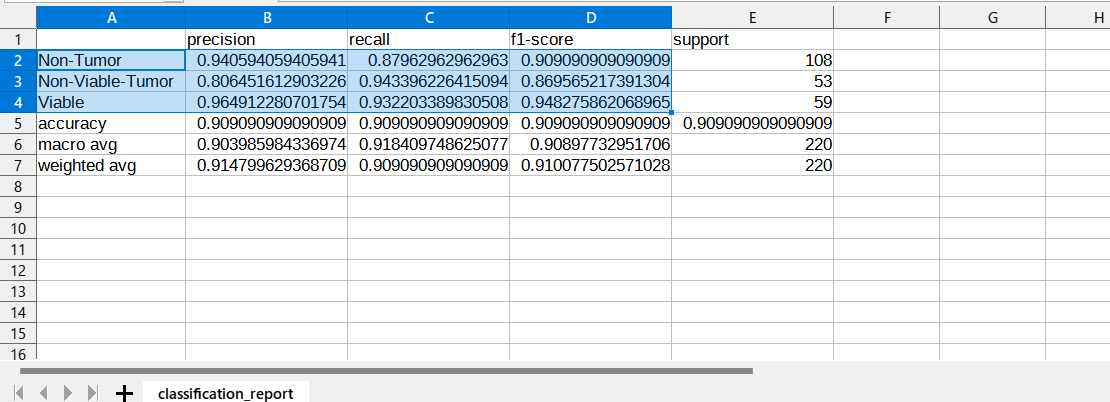 A B C D E F G H
1 precision recall f1-score support
2 Non-Tumor 0.940594059405941 0.87962962962963 0.909090909090909 108
3 Non-Viable-Tumor 0.806451612903226 0.943396226415094 0.869565217391304 53
4 Viable 0.964912280701754 0.932203389830508 0.948275862068965 59
5 accuracy 0.909090909090909 0.909090909090909 0.909090909090909 0.909090909090909
6 macro avg 0.903985984336974 0.918409748625077 0.90897732951706 220
7 weighted avg 0.914799629368709 0.909090909090909 0.910077502571028 220
8
9
10
11
12
13
14
15
16
classification_report